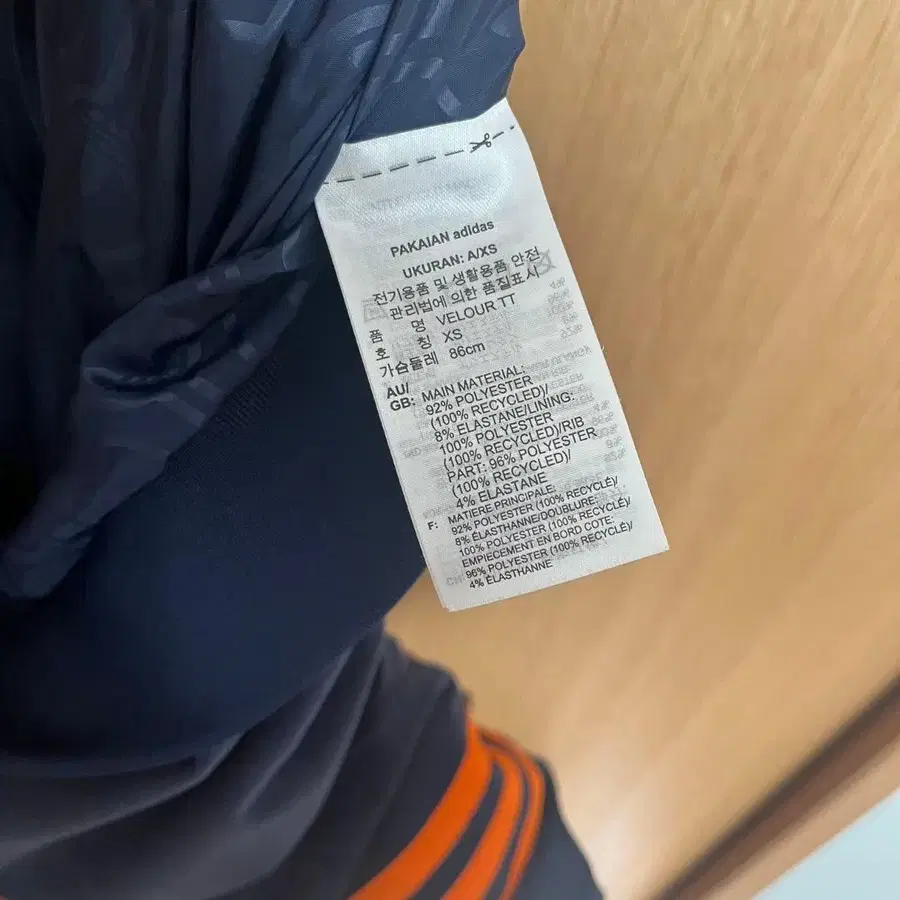 PAKAIAN adidas
UKURAN: A/XS
전기용품 및 생활용품 안전
관리법에 의한 품질표시
품 명 VELOUR TT
호 칭 XS
가슴둘레 86cm
AU/
GB: MAIN MATERIAL:
92% POLYESTER
(100% RECYCLED)/
8% ELASTANE/LINING:
100% POLYESTER
(100% RECYCLED)/RIB
PART: 96% POLYESTER
(100% RECYCLED)/
4% ELASTANE
F: MATIERE PRINCIPALE:
92% POLYESTER (100% RECYCLÉ)/
8% ÉLASTHANNE/DOUBLURE:
100% POLYESTER (100% RECYCLÉ)/
EMPIECEMENT EN BORD COTE:
96% POLYESTER (100% RECYCLÉ)/
4% ÉLASTHANNE